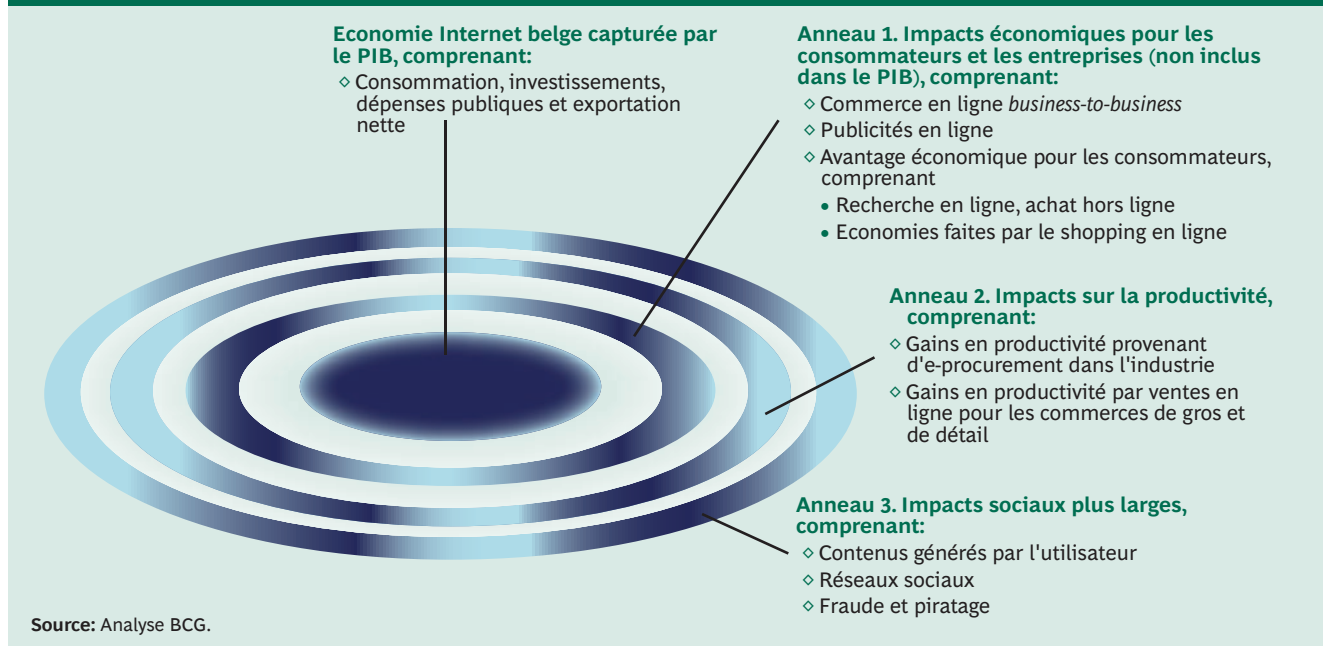 Economie Internet belge capturée par
le PIB, comprenant:
◇ Consommation, investissements,
dépenses publiques et exportation
nette
Anneau 1. Impacts économiques pour les
consommateurs et les entreprises (non inclus
dans le PIB), comprenant:
◇ Commerce en ligne business-to-business
◇ Publicités en ligne
◇ Avantage économique pour les consommateurs,
comprenant
• Recherche en ligne, achat hors ligne
• Economies faites par le shopping en ligne
Anneau 2. Impacts sur la productivité,
comprenant:
◇ Gains en productivité provenant
d'e-procurement dans l'industrie
◇ Gains en productivité par ventes en
ligne pour les commerces de gros et
de détail
Anneau 3. Impacts sociaux plus larges,
comprenant:
◇ Contenus générés par l'utilisateur
◇ Réseaux sociaux
◇ Fraude et piratage
Source: Analyse BCG.